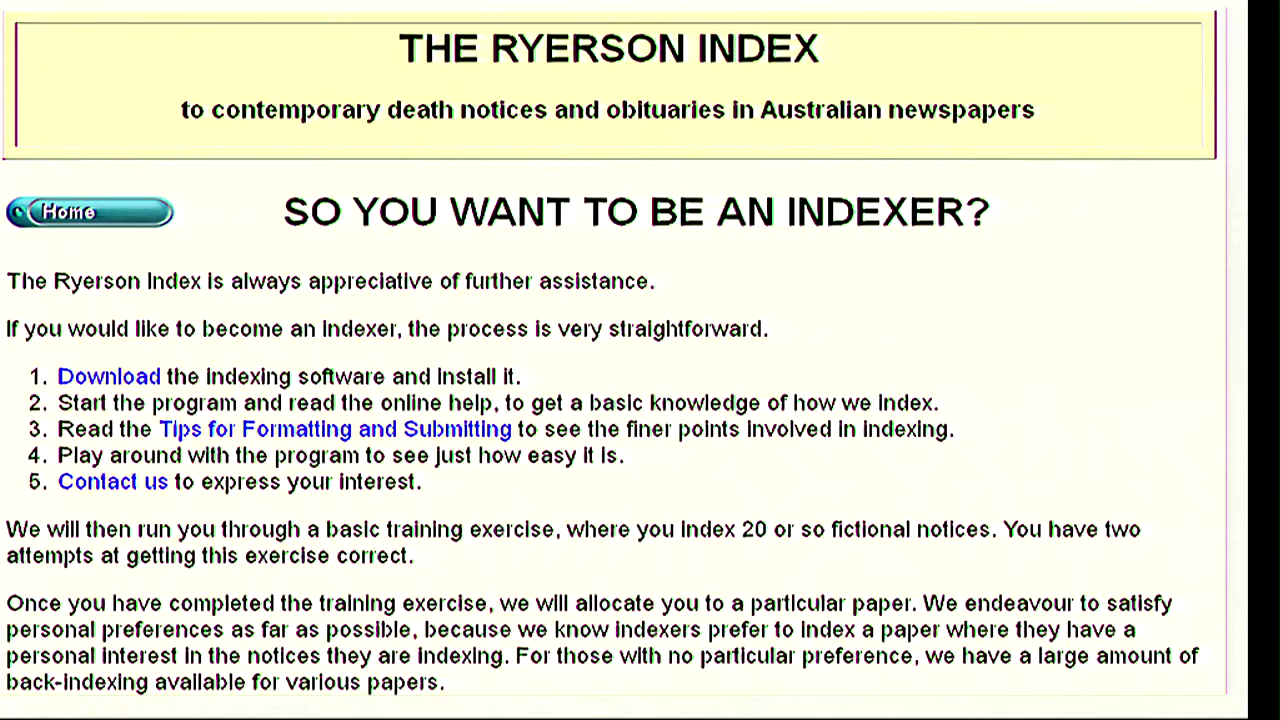 THE RYERSON INDEX
to contemporary death notices and obituaries in Australian newspapers
Home
SO YOU WANT TO BE AN INDEXER?
The Ryerson Index is always appreciative of further assistance.
If you would like to become an indexer, the process is very straightforward.
1. Download the indexing software and install it.
2. Start the program and read the online help, to get a basic knowledge of how we index.
3. Read the Tips for Formatting and Submitting to see the finer points involved in indexing.
4. Play around with the program to see just how easy it is.
5. Contact us to express your interest.
We will then run you through a basic training exercise, where you index 20 or so fictional notices. You have two
attempts at getting this exercise correct.
Once you have completed the training exercise, we will allocate you to a particular paper. We endeavour to satisfy
personal preferences as far as possible, because we know indexers prefer to index a paper where they have a
personal interest in the notices they are indexing. For those with no particular preference, we have a large amount of
back-indexing available for various papers.